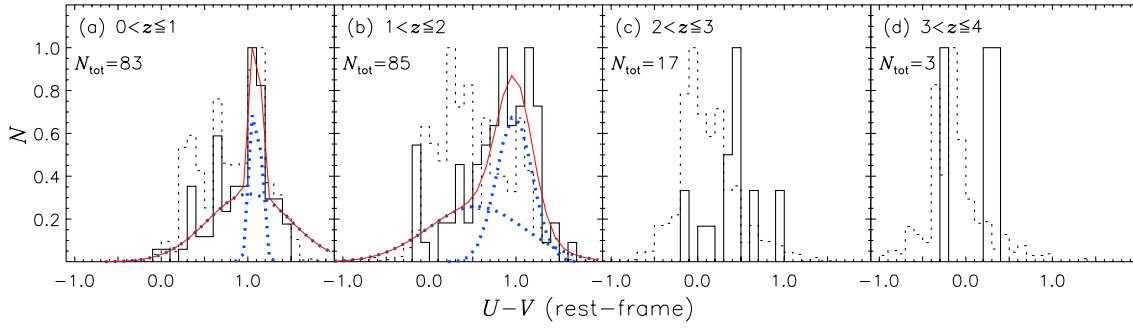 (a) 0<z≦1 (b) 1<z≦2 (c) 2<z≦3 (d) 3<z≦4
1.0
N_tot=83 N_tot=85 N_tot=17 N_tot=3
0.8
0.6
N
0.4
0.2
-1.0 0.0 1.0 -1.0 0.0 1.0 -1.0 0.0 1.0 -1.0 0.0 1.0
U-V (rest-frame)